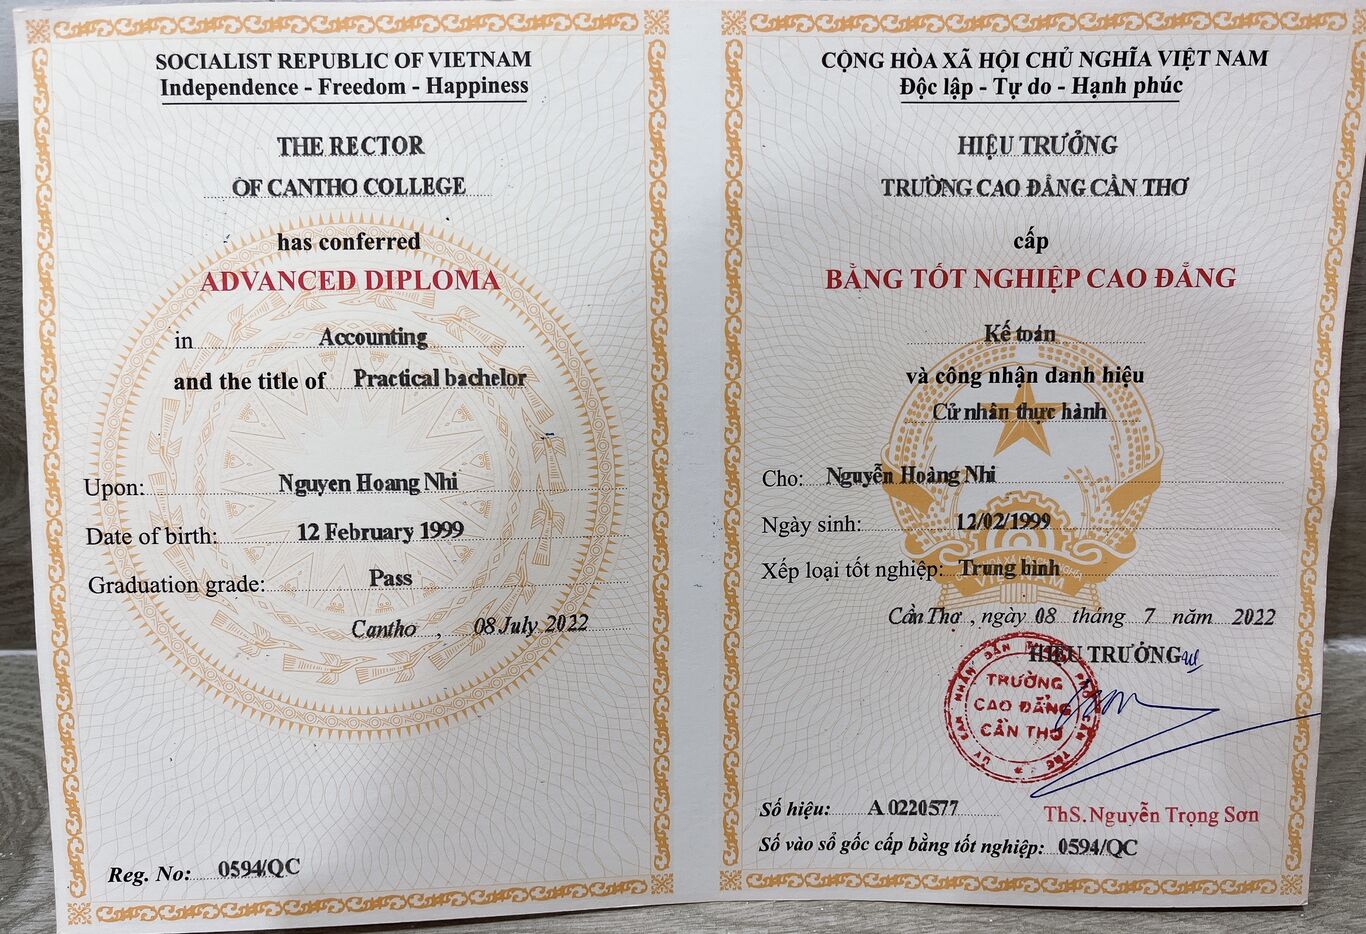 SOCIALIST REPUBLIC OF VIETNAM
Independence - Freedom - Happiness
THE RECTOR
OF CANTHO COLLEGE
has conferred
ADVANCED DIPLOMA
in Accounting
and the title of Practical bachelor
Upon: Nguyen Hoang Nhi
Date of birth: 12 February 1999
Graduation grade: Pass
Cantho, 08 July 2022
Reg. No: 0594/QC
CỘNG HÒA XÃ HỘI CHỦ NGHĨA VIỆT NAM
Độc lập - Tự do - Hạnh phúc
HIỆU TRƯỞNG
TRƯỜNG CAO ĐẲNG CẦN THƠ
cấp
BẰNG TỐT NGHIỆP CAO ĐẲNG
Kế toán
và công nhận danh hiệu
Cử nhân thực hành
Cho: Nguyễn Hoàng Nhi
Ngày sinh: 12/02/1999
Xếp loại tốt nghiệp: Trung bình
Cần Thơ, ngày 08 tháng 7 năm 2022
HIỆU TRƯỞNG
TRƯỜNG
CAO ĐẲNG
CẦN THƠ
Số hiệu: A 0220577
ThS.Nguyễn Trọng Sơn
Số vào sổ gốc cấp bằng tốt nghiệp: 0594/QC